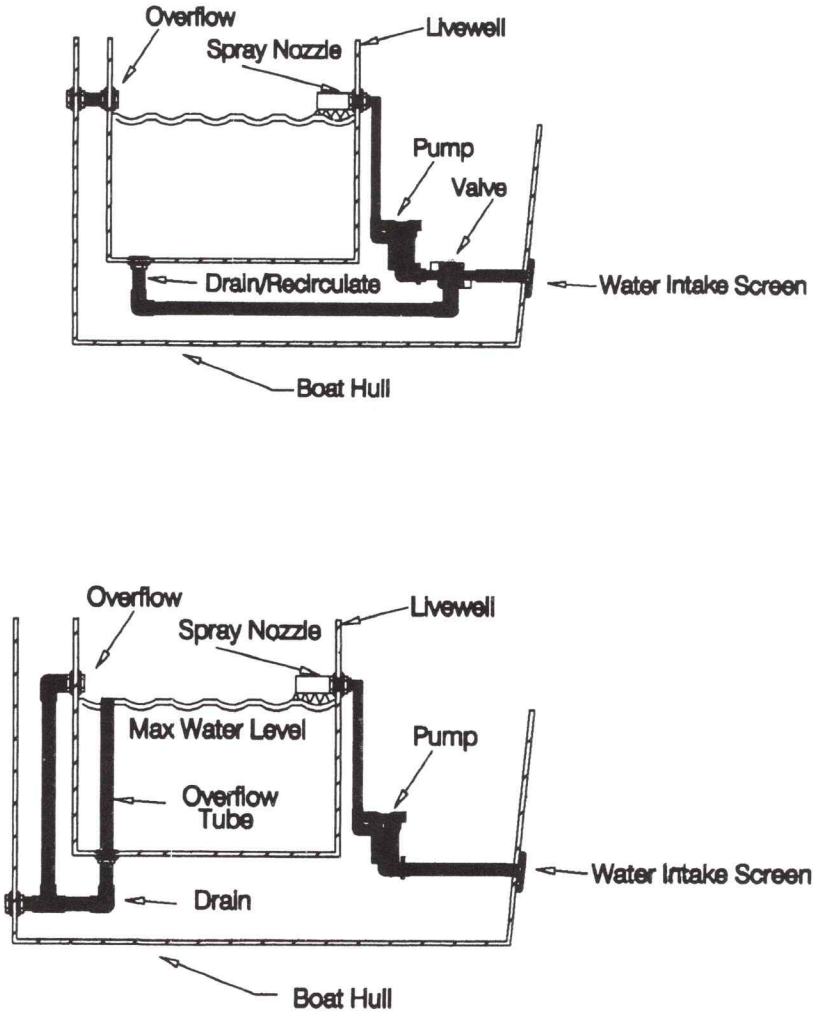 Overflow
Livewell
Spray Nozzle
Pump
Valve
Drain/Recirculate
Water Intake Screen
Boat Hull
Overflow
Livewell
Spray Nozzle
Max Water Level
Pump
Overflow
Tube
Water Intake Screen
Drain
Boat Hull